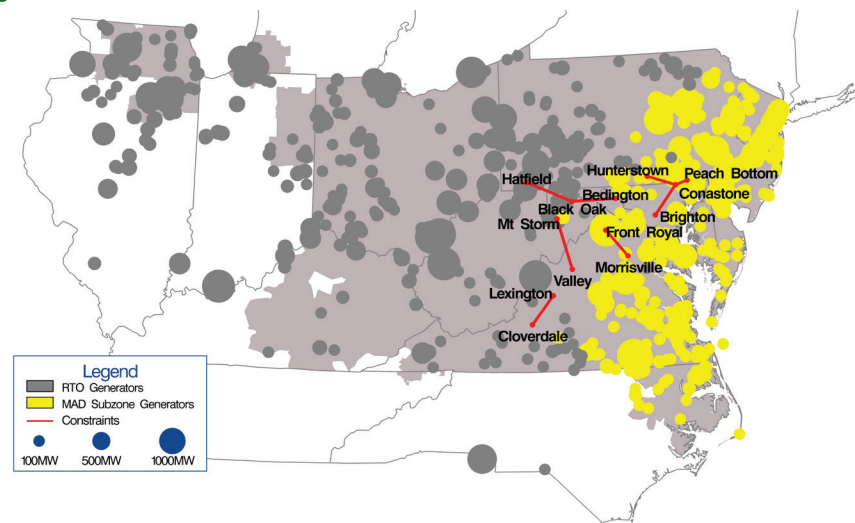 Hunterstown
Peach Bottom
Hatfield
Bedington
Conastone
Black Oak
Brighton
Mt Storm
Front Royal
Morrisville
Valley
Lexington
Cloverdale
Legend
RTO Generators
MAD Subzone Generators
Constraints
100MW
500MW
1000MW